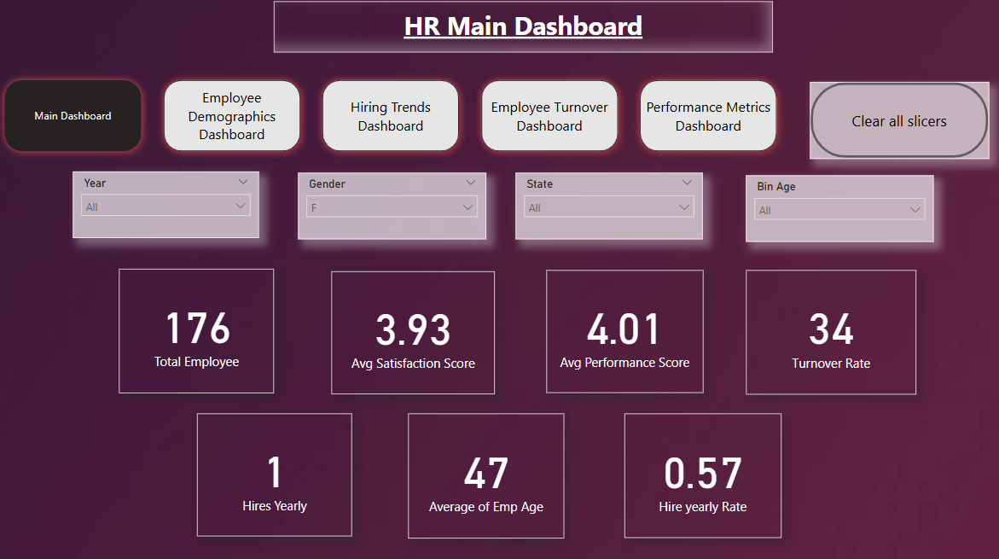 HR Main Dashboard
Main Dashboard
Employee
Demographics
Dashboard
Hiring Trends
Dashboard
Employee Turnover
Dashboard
Performance Metrics
Dashboard
Clear all slicers
Year
All
Gender
F
State
All
Bin Age
All
176
Total Employee
3.93
Avg Satisfaction Score
4.01
Avg Performance Score
34
Turnover Rate
1
Hires Yearly
47
Average of Emp Age
0.57
Hire yearly Rate